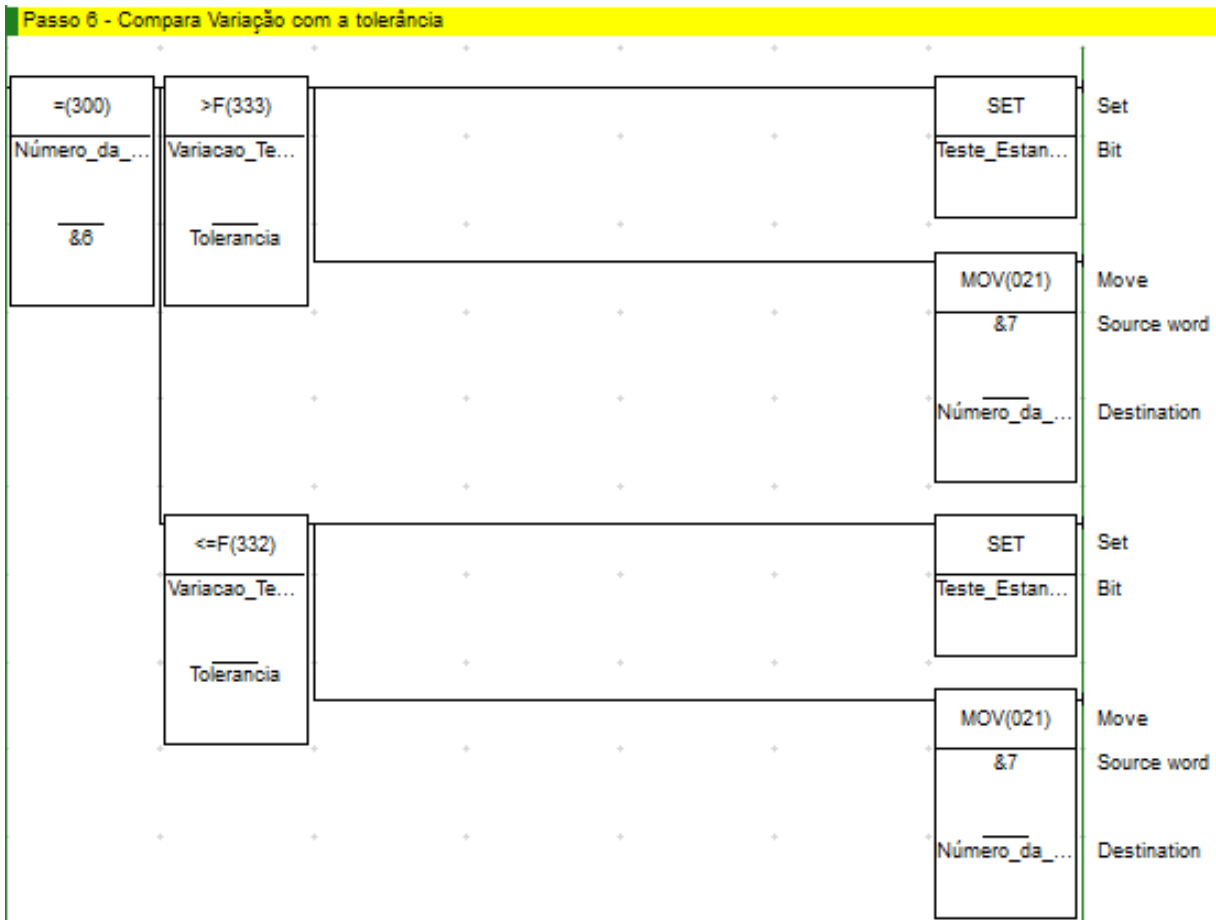 Passo 6 - Compara Variação com a tolerância
=(300)
Número_da_...
&6
>F(333)
Variacao_Te...
Tolerancia
SET
Teste_Estan...
Set
Bit
MOV(021)
&7
Número_da_...
Move
Source word
Destination
<=F(332)
Variacao_Te...
Tolerancia
SET
Teste_Estan...
Set
Bit
MOV(021)
&7
Número_da_...
Move
Source word
Destination